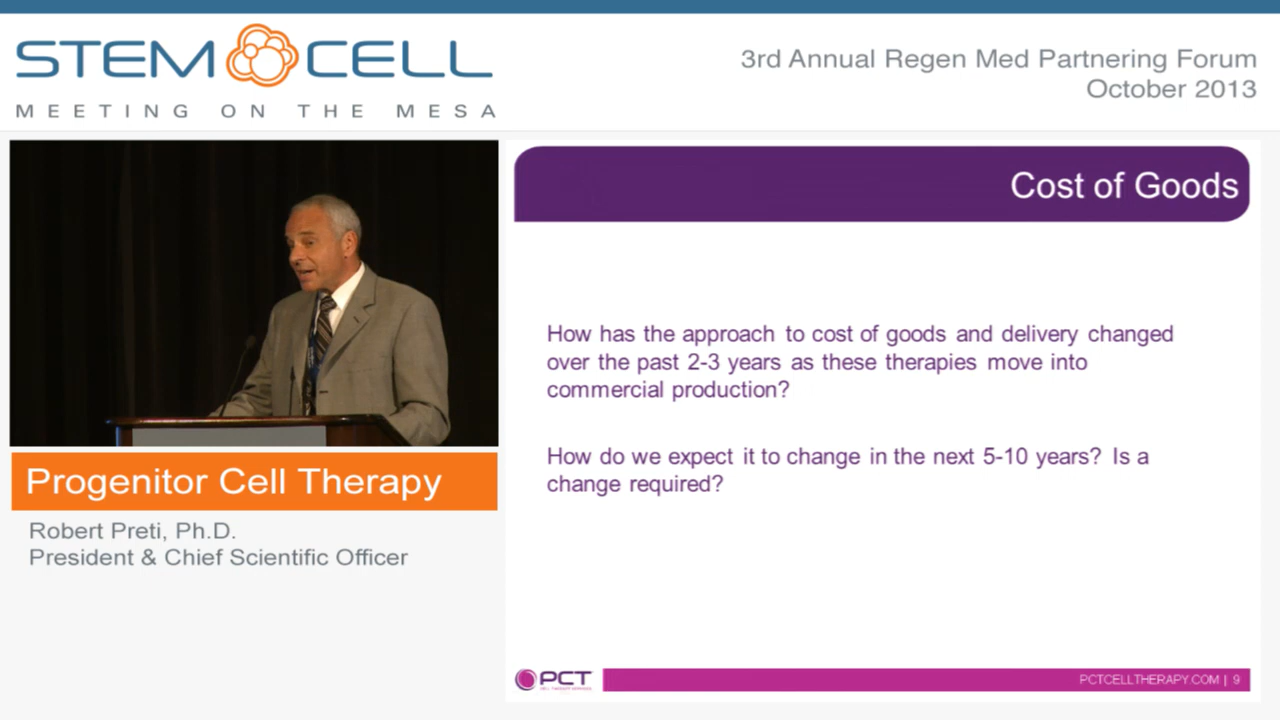 STEM CELL
MEETING ON THE MESA
3rd Annual Regen Med Partnering Forum
October 2013
Cost of Goods
How has the approach to cost of goods and delivery changed
over the past 2-3 years as these therapies move into
commercial production?
How do we expect it to change in the next 5-10 years? Is a
change required?
Progenitor Cell Therapy
Robert Preti, Ph.D.
President & Chief Scientific Officer
PCT
PCTCELLTHERAPY.COM | 9